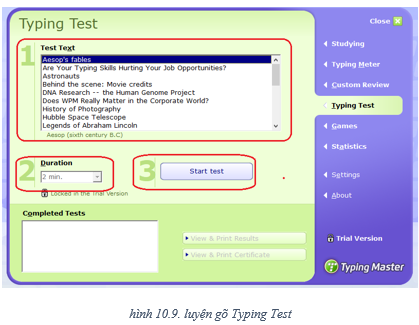 Typing Test
Close
1
Test Text
Aesop's fables
Are Your Typing Skills Hurting Your Job Opportunities?
Astronauts
Behind the scene: Movie credits
DNA Research -- the Human Genome Project
Does WPM Really Matter in the Corporate World?
History of Photography
Hubble Space Telescope
Legends of Abraham Lincoln
Aesop (sixth century B.C)
2
Duration
2 min.
Locked in the Trial version
3
Start test
Completed Tests
View & Print Results
View & Print Certificate
Studying
Typing Meter
Custom Review
Typing Test
Games
Statistics
Settings
About
Trial Version
Typing Master
hình 10.9. luyện gõ Typing Test